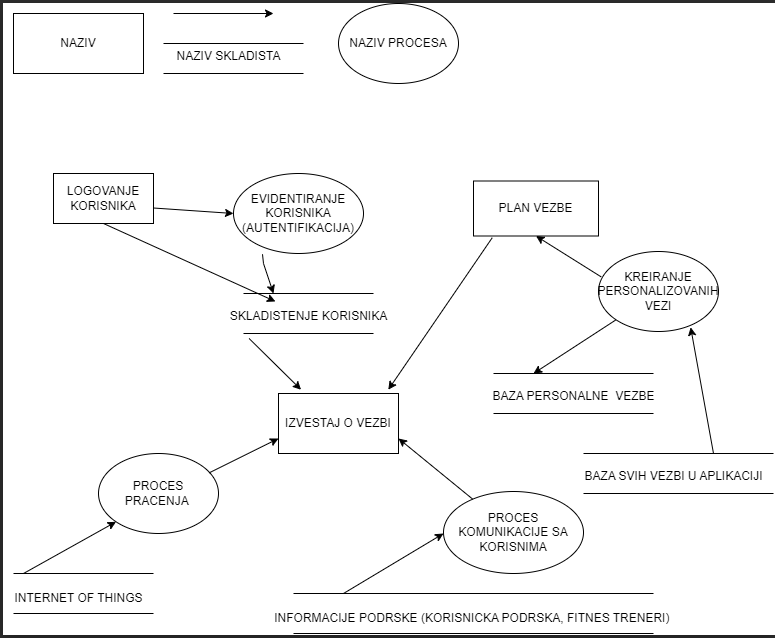 NAZIV
NAZIV SKLADISTA
NAZIV PROCESA
LOGOVANJE
KORISNIKA
EVIDENTIRANJE
KORISNIKA
(AUTENTIFIKACIJA)
PLAN VEZBE
KREIRANJE
PERSONALIZOVANIH
VEZI
SKLADISTENJE KORISNIKA
BAZA PERSONALNE VEZBE
IZVESTAJ O VEZBI
BAZA SVIH VEZBI U APLIKACIJI
PROCES
PRACENJA
PROCES
KOMUNIKACIJE SA
KORISNIMA
INTERNET OF THINGS
INFORMACIJE PODRSKE (KORISNICKA PODRSKA, FITNES TRENERI)